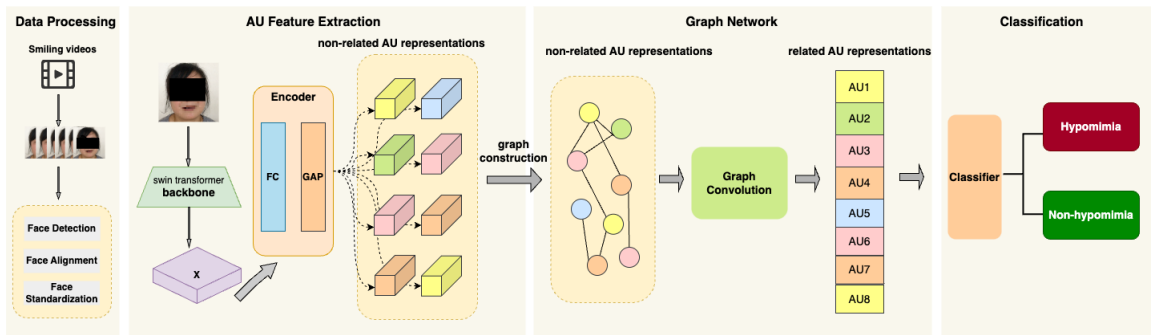 Data Processing
Smiling videos
Face Detection
Face Alignment
Face
Standardization
AU Feature Extraction
non-related AU representations
swin transformer
backbone
X
Encoder
FC
GAP
graph
construction
Graph Network
non-related AU representations
Graph
Convolution
related AU representations
AU1
AU2
AU3
AU4
AU5
AU6
AU7
AU8
Classification
Classifier
Hypomimia
Non-hypomimia